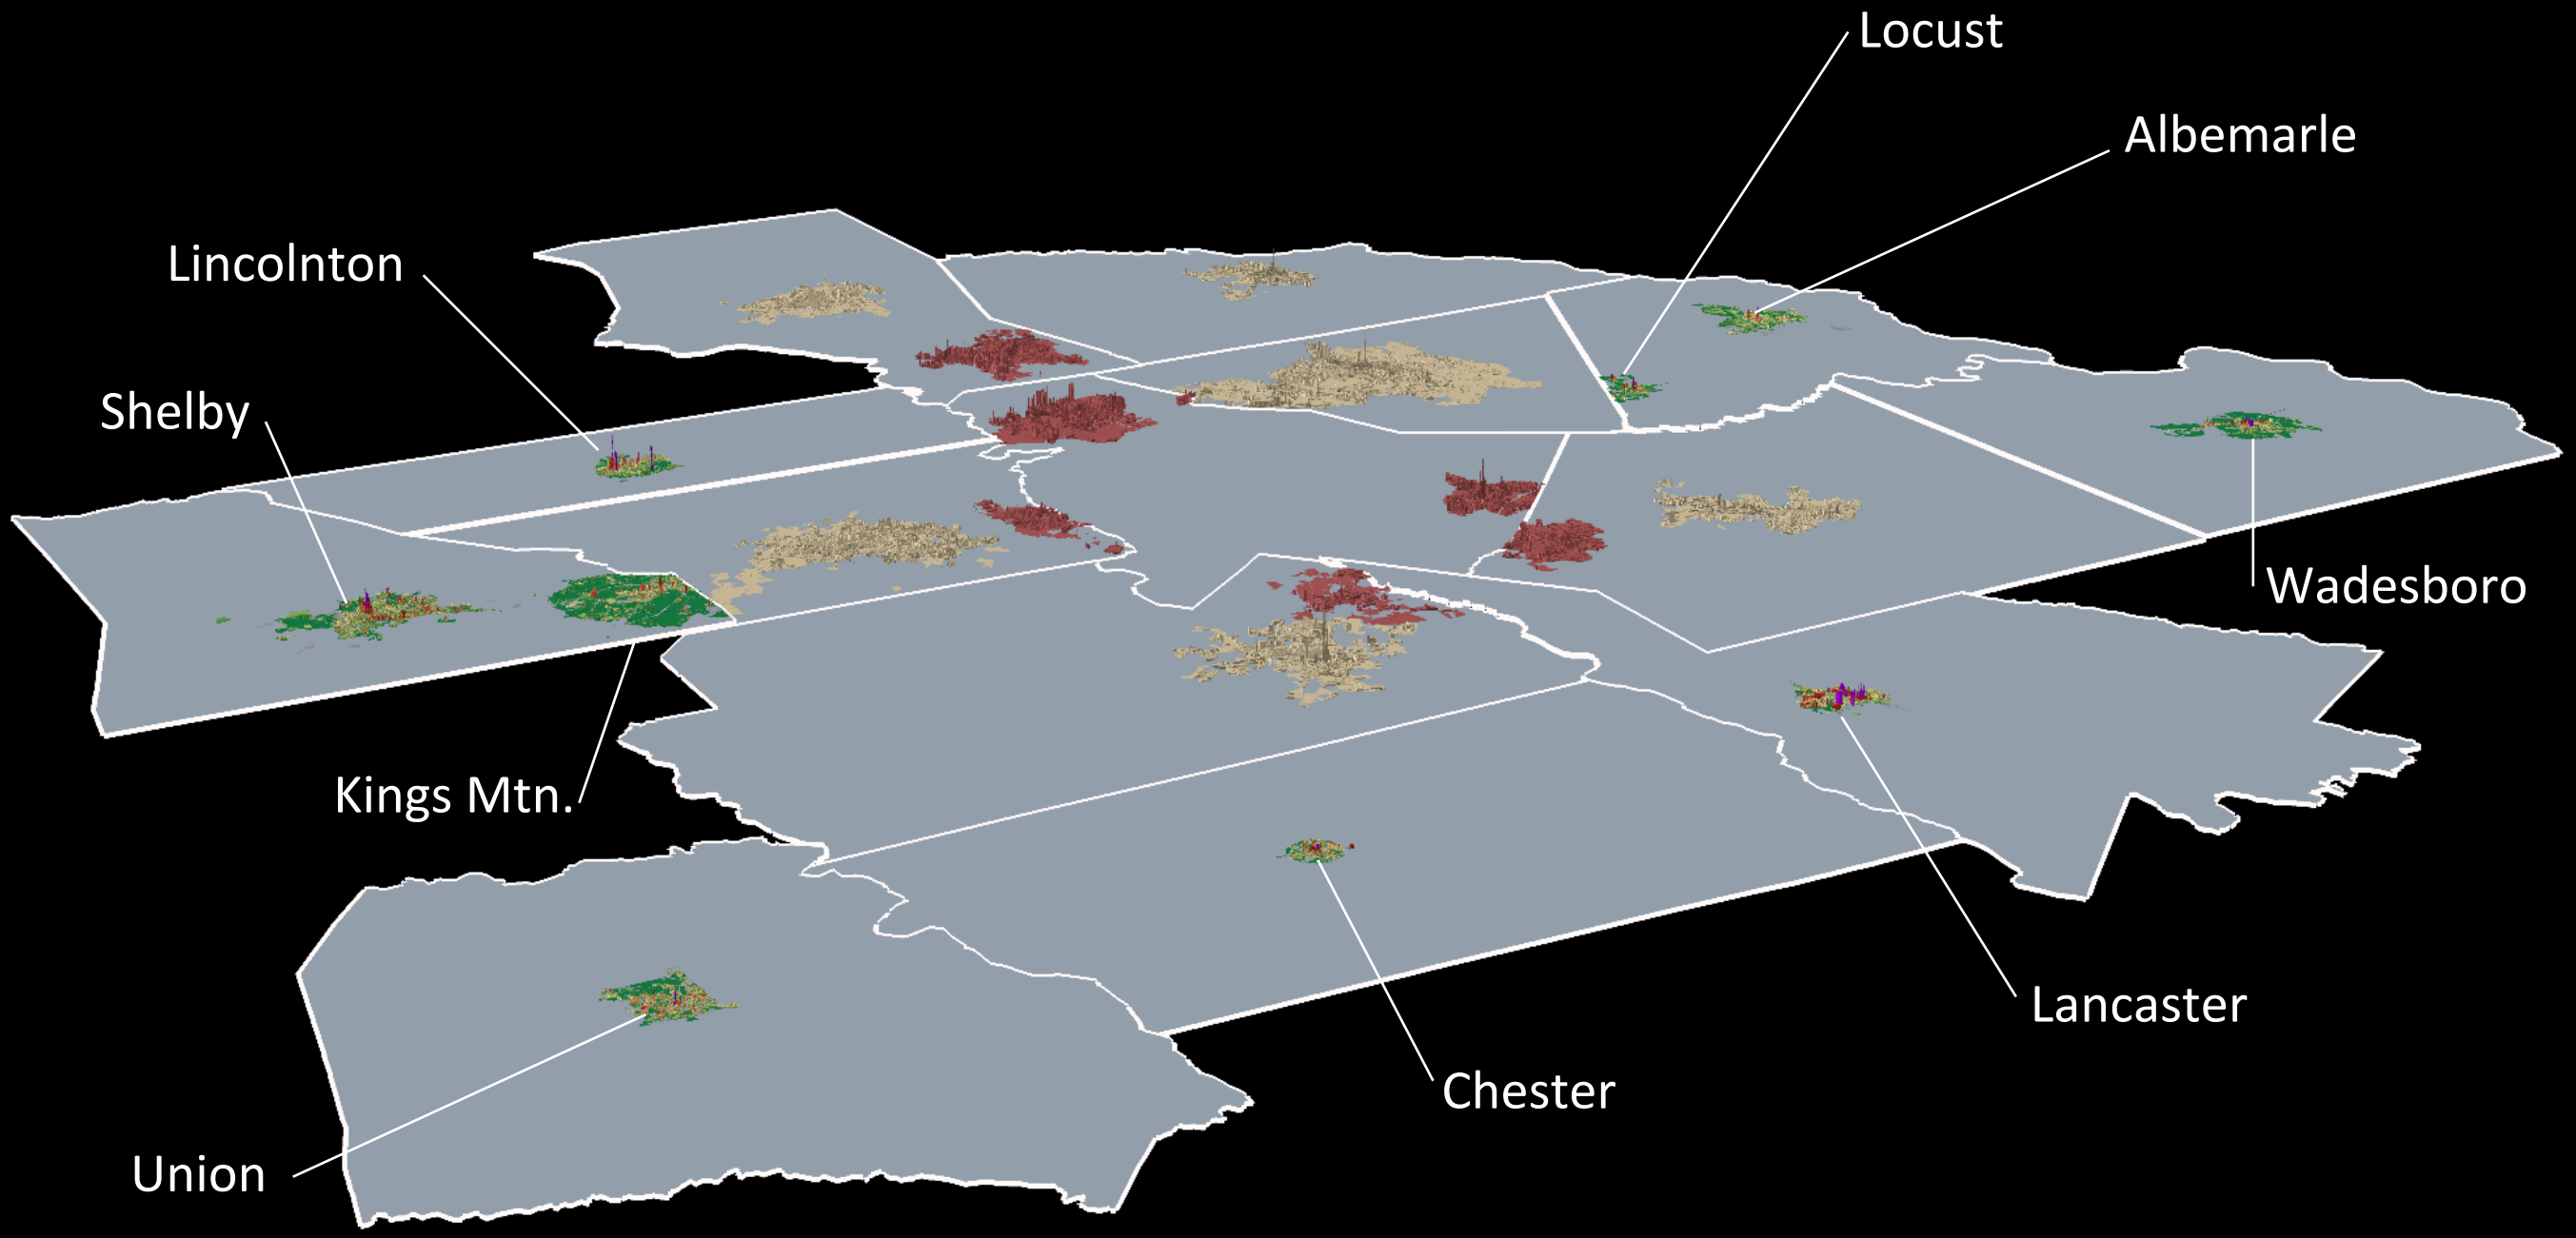 Locust
Albemarle
Lincolnton
Shelby
Wadesboro
Kings Mtn.
Lancaster
Chester
Union